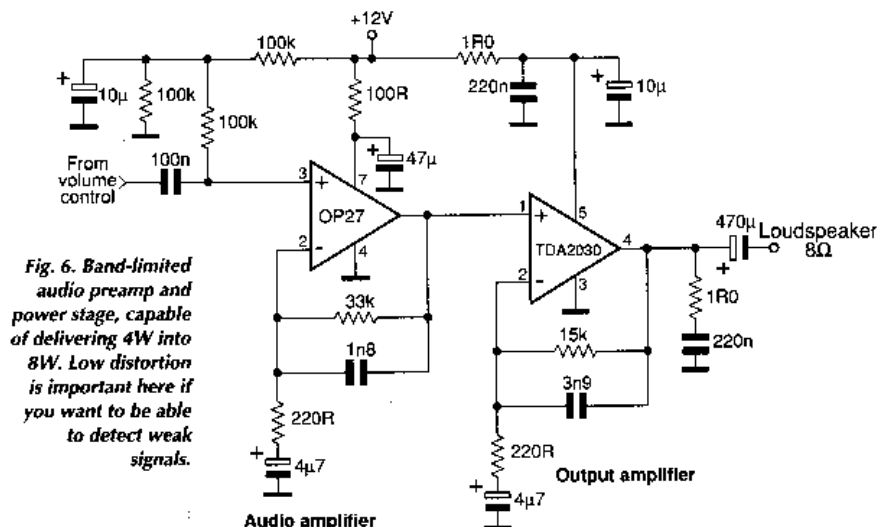 +12V
100k
1R0
10µ
100k
100k
100R
220n
10µ
From
volume
control
100n
47µ
3
+
7
OP27
2
−
4
1
+
5
TDA2030
4
2
−
3
470µ
Loudspeaker
8Ω
1R0
220n
33k
1n8
15k
3n9
220R
4µ7
220R
4µ7
Fig. 6. Band-limited
audio preamp and
power stage, capable
of delivering 4W into
8W. Low distortion
is important here if
you want to be able
to detect weak
signals.
Output amplifier
Audio amplifier